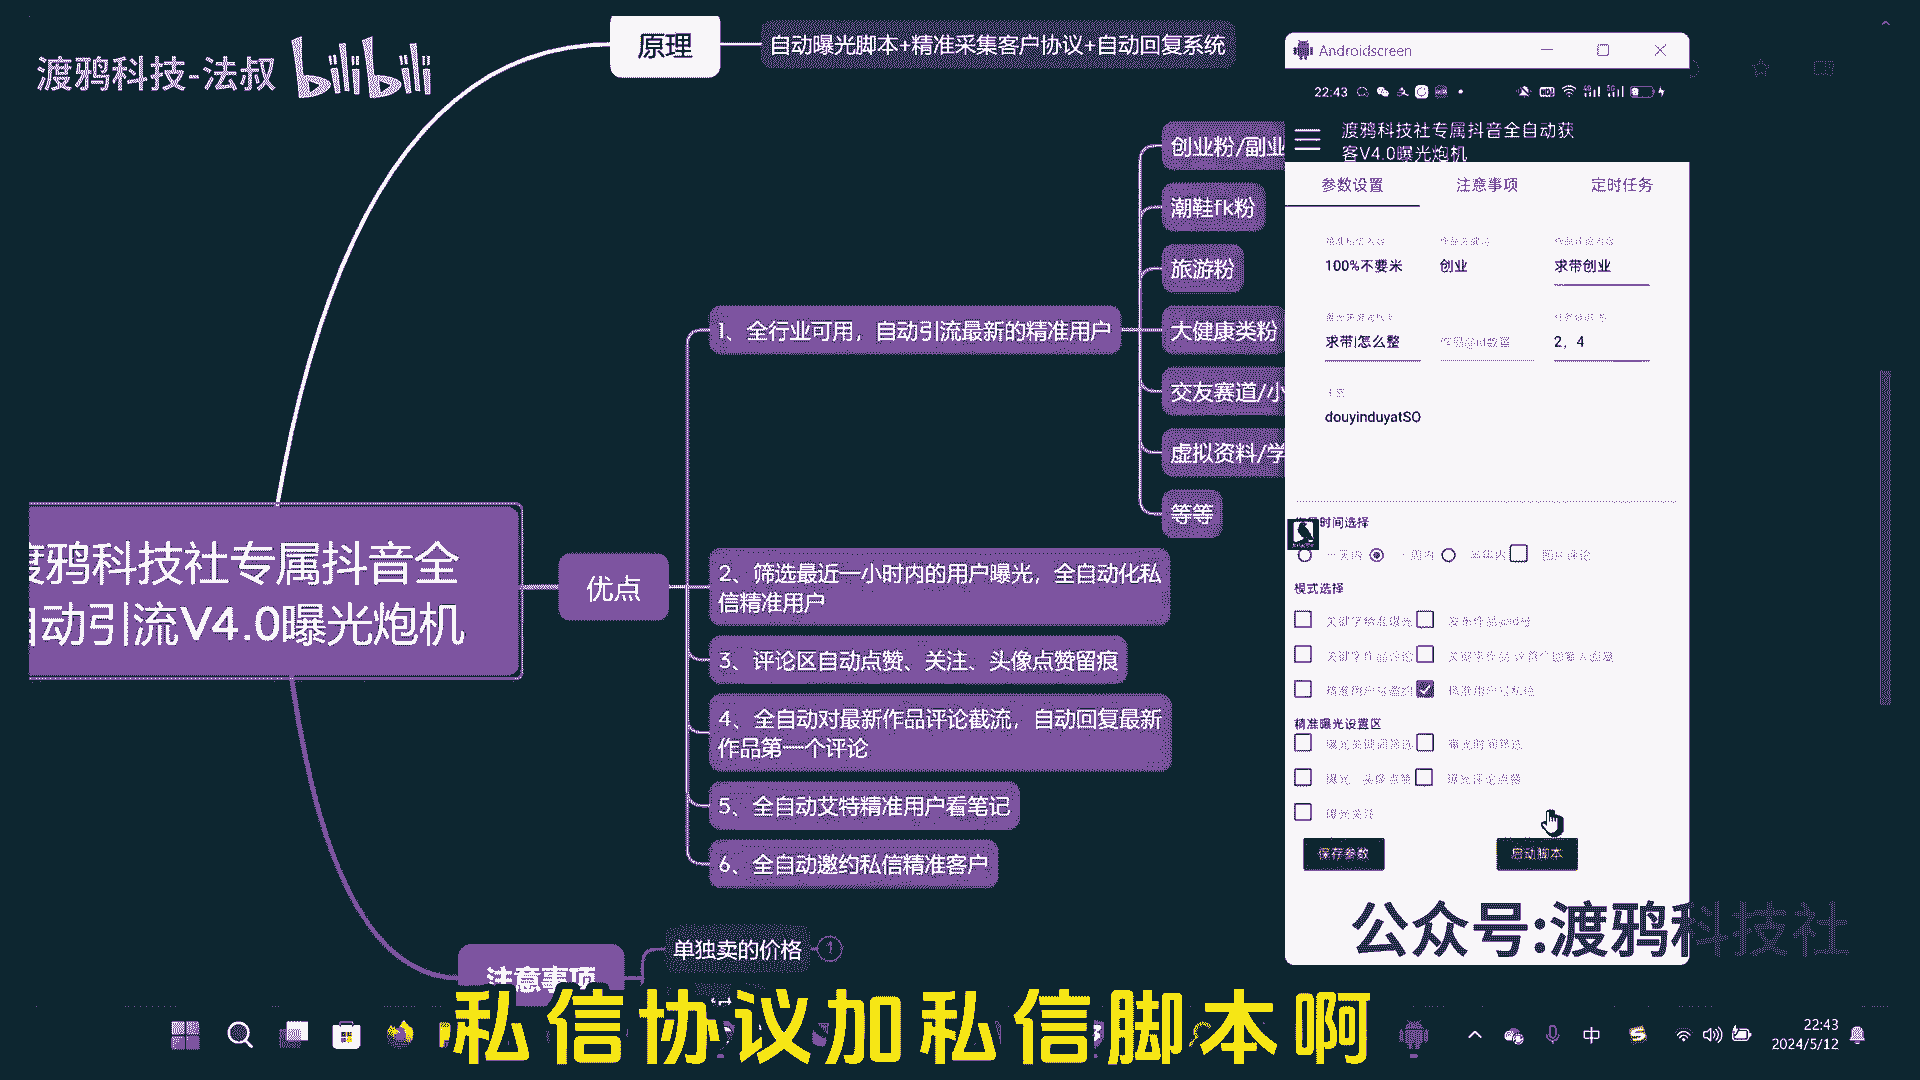 渡鸦科技-法叔 bilibili
原理
自动曝光脚本+精准采集客户协议+自动回复系统
渡鸦科技社专属抖音全
自动引流V4.0曝光炮机
优点
1、全行业可用，自动引流最新的精准用户
创业粉/副业
潮鞋fk粉
旅游粉
大健康类粉
交友赛道/小
虚拟资料/学
等等
2、筛选最近一小时内的用户曝光，全自动化私
信精准用户
3、评论区自动点赞、关注、头像点赞留痕
4、全自动对最新作品评论截流，自动回复最新
作品第一个评论
5、全自动艾特精准用户看笔记
6、全自动邀约私信精准客户
注意事项
单独卖的价格
1
Androidscreen
22:43
渡鸦科技社专属抖音全自动获
客V4.0曝光炮机
参数设置 注意事项 定时任务
100%不要米 创业 求带创业
求带|怎么整 作品@id数量 2，4
douyinduyatSO
时间选择
模式选择
精准曝光设置区
保存参数 启动脚本
公众号:渡鸦科技社
私信协议加私信脚本啊
中
22:43
2024/5/12